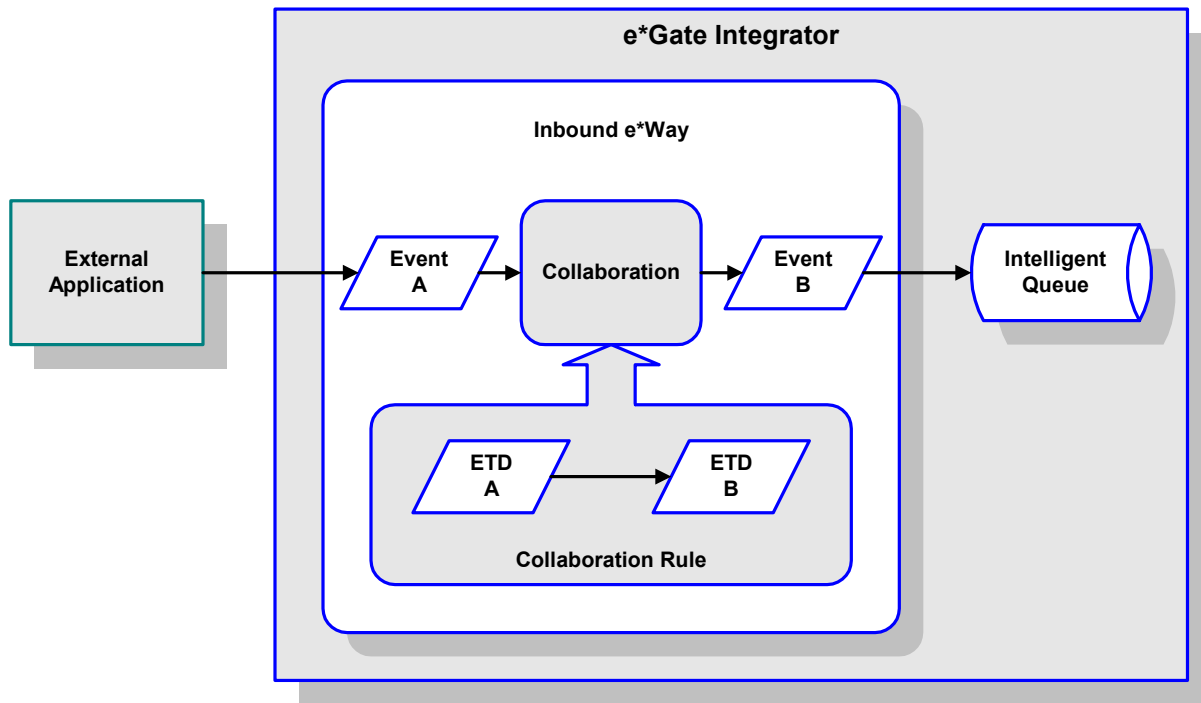 e*Gate Integrator
Inbound e*Way
External
Application
Event
A
Collaboration
Event
B
Intelligent
Queue
ETD
A
ETD
B
Collaboration Rule